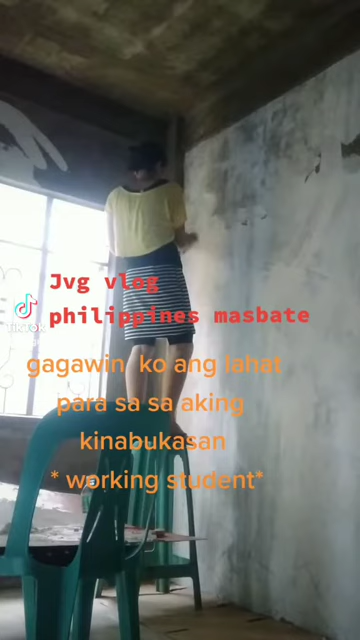 Jvg vlog
TikTok
philippines masbate
gagawin ko ang lahat
para sa sa aking
kinabukasan
* working student*